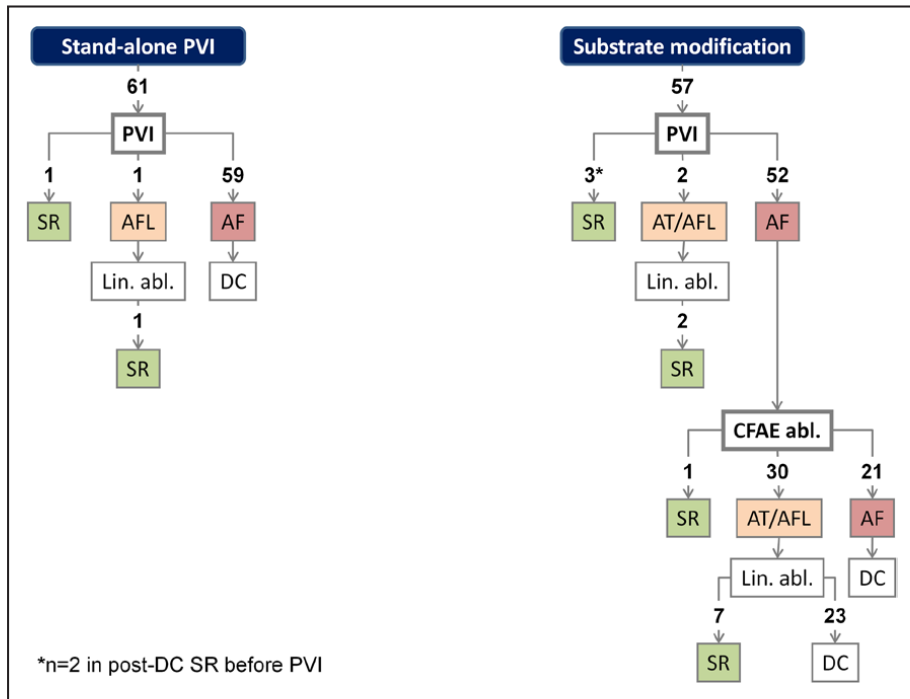 Stand-alone PVI
61
PVI
1 1 59
SR AFL AF
Lin. abl. DC
1
SR
Substrate modification
57
PVI
3* 2 52
SR AT/AFL AF
Lin. abl.
2
SR
CFAE abl.
1 30 21
SR AT/AFL AF
Lin. abl. DC
7 23
SR DC
*n=2 in post-DC SR before PVI